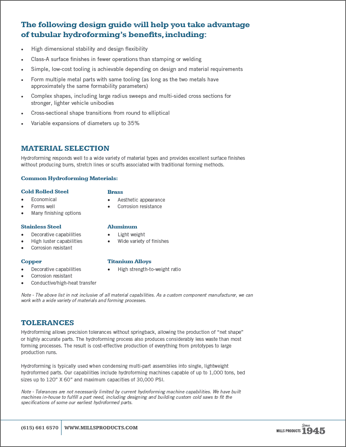 The following design guide will help you take advantage
of tubular hydroforming's benefits, including:
• High dimensional stability and design flexibility
• Class-A surface finishes in fewer operations than stamping or welding
• Simple, low-cost tooling is achievable depending on design and material requirements
• Form multiple metal parts with same tooling (as long as the two metals have
approximately the same formability parameters)
• Complex shapes, including large radius sweeps and multi-sided cross sections for
stronger, lighter vehicle unibodies
• Cross-sectional shape transitions from round to elliptical
• Variable expansions of diameters up to 35%
MATERIAL SELECTION
Hydroforming responds well to a wide variety of material types and provides excellent surface finishes
without producing burns, stretch lines or scuffs associated with traditional forming methods.
Common Hydroforming Materials:
Cold Rolled Steel
• Economical
• Forms well
• Many finishing options
Brass
• Aesthetic appearance
• Corrosion resistance
Stainless Steel
• Decorative capabilities
• High luster capabilities
• Corrosion resistant
Aluminum
• Light weight
• Wide variety of finishes
Copper
• Decorative capabilities
• Corrosion resistant
• Conductive/high-heat transfer
Titanium Alloys
• High strength-to-weight ratio
Note - The above list in not inclusive of all material capabilities. As a custom component manufacturer, we can
work with a wide variety of materials and forming processes.
TOLERANCES
Hydroforming allows precision tolerances without springback, allowing the production of "net shape"
or highly accurate parts. The hydroforming process also produces considerably less waste than most
forming processes. The result is cost-effective production of everything from prototypes to large
production runs.
Hydroforming is typically used when condensing multi-part assemblies into single, lightweight
hydroformed parts. Our capabilities include hydroforming machines capable of up to 1,000 tons, bed
sizes up to 120" X 60" and maximum capacities of 30,000 PSI.
Note - Tolerances are not necessarily limited by current hydroforming machine capabilities. We have built
machines in-house to fulfill a part need, including designing and building custom cold saws to fit the
specifications of some our earliest hydroformed parts.
(615) 661 6570 | WWW.MILLSPRODUCTS.COM
MILLS PRODUCTS Since 1945